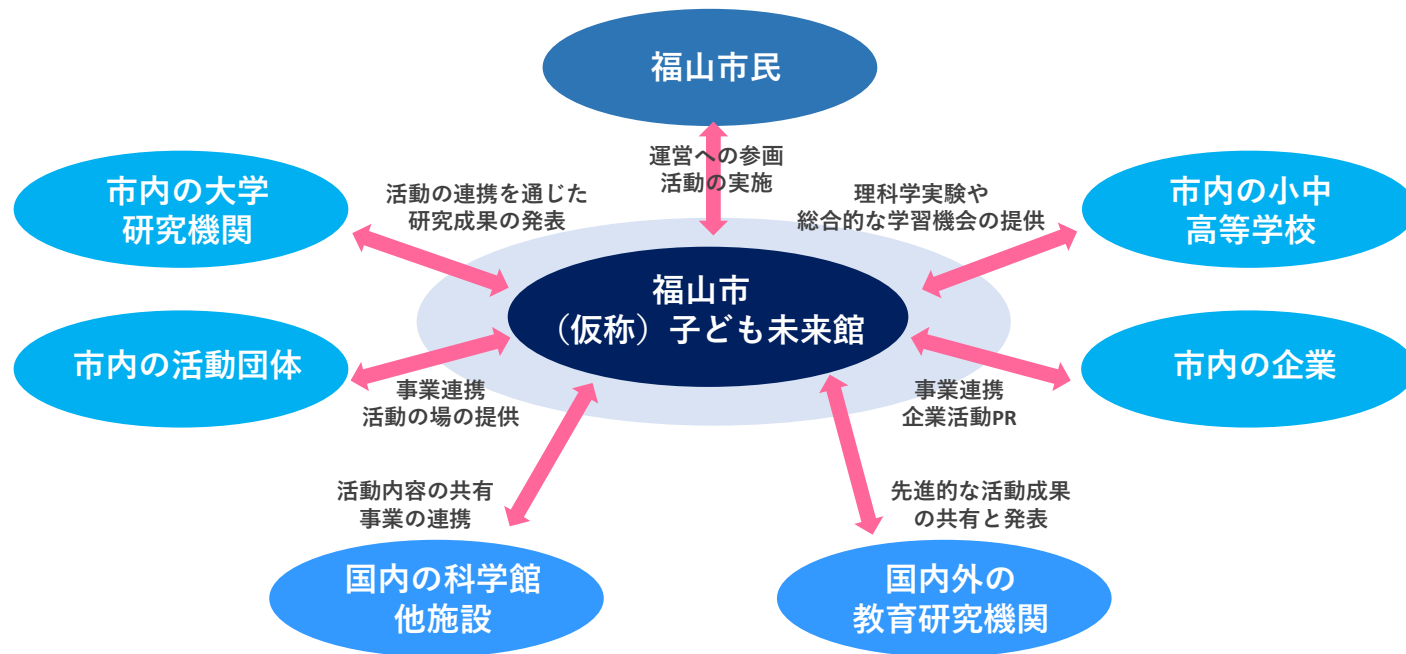 福山市民
運営への参画
活動の実施
市内の大学
研究機関
活動の連携を通じた
研究成果の発表
理科学実験や
総合的な学習機会の提供
市内の小中
高等学校
福山市
（仮称）子ども未来館
市内の活動団体
事業連携
活動の場の提供
事業連携
企業活動PR
市内の企業
活動内容の共有
事業の連携
先進的な活動成果
の共有と発表
国内の科学館
他施設
国内外の
教育研究機関